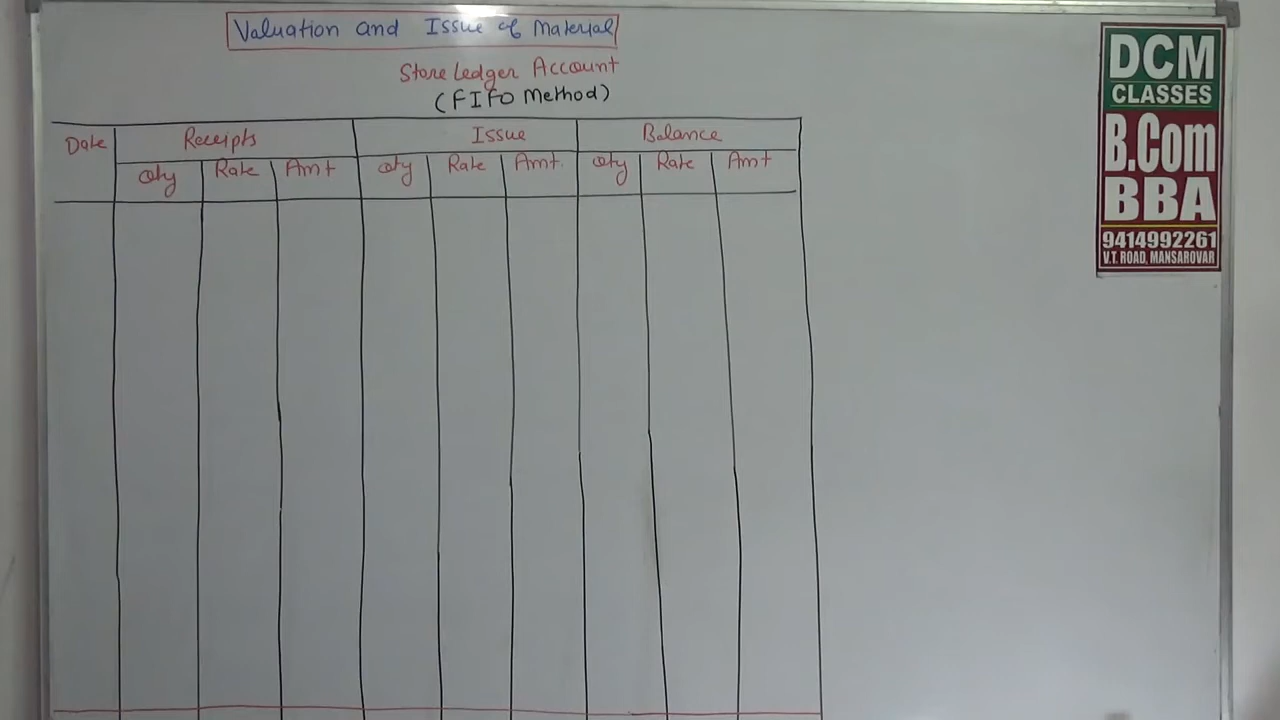 Valuation and Issue of Material
Store Ledger Account
(FIFO Method)
Date Receipts Issue Balance
Qty Rate Amt Qty Rate Amt. Qty Rate Amt
DCM
CLASSES
B.Com
BBA
9414992261
V.T. ROAD, MANSAROVAR